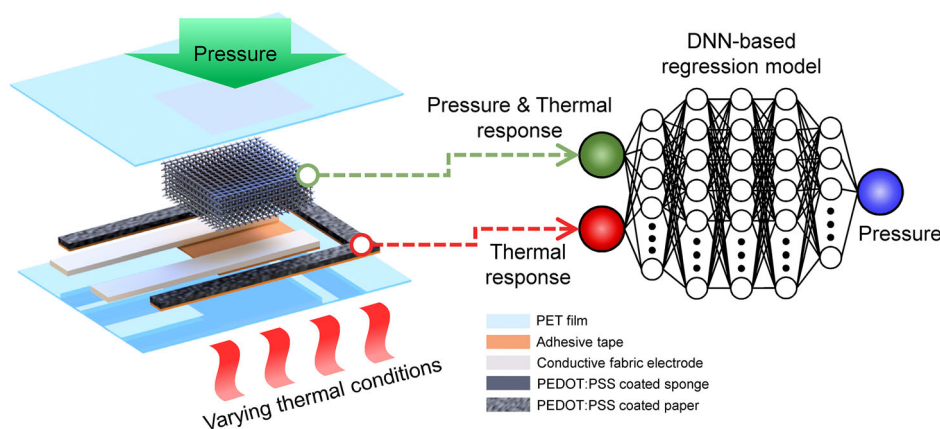 Pressure
DNN-based
regression model
Pressure & Thermal
response
Thermal
response
Pressure
Varying thermal conditions
PET film
Adhesive tape
Conductive fabric electrode
PEDOT:PSS coated sponge
PEDOT:PSS coated paper